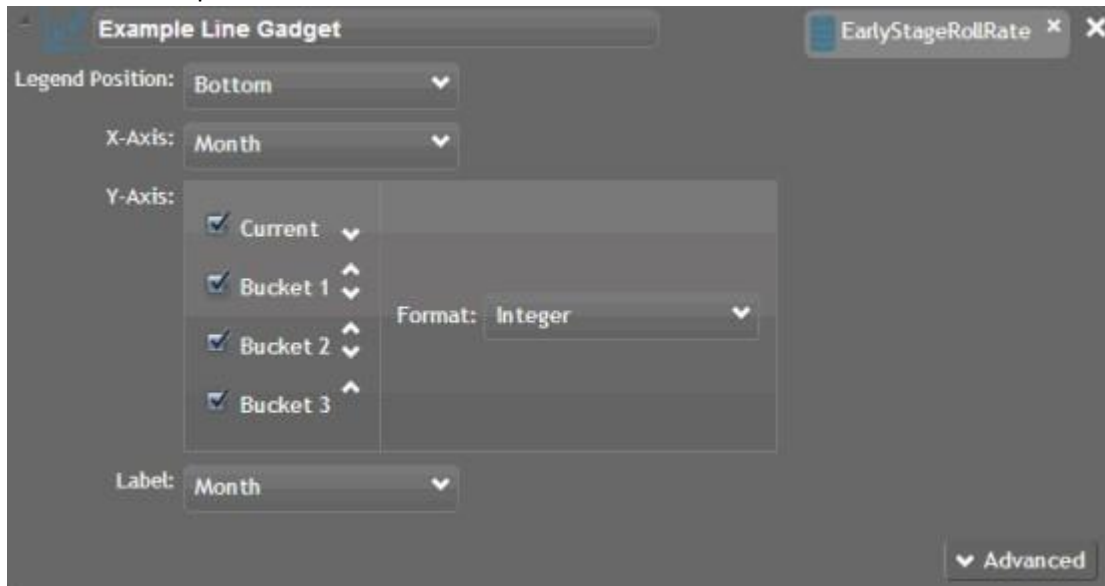 Example Line Gadget EarlyStageRollRate
Legend Position: Bottom
X-Axis: Month
Y-Axis:
Current
Bucket 1
Format: Integer
Bucket 2
Bucket 3
Label: Month
Advanced